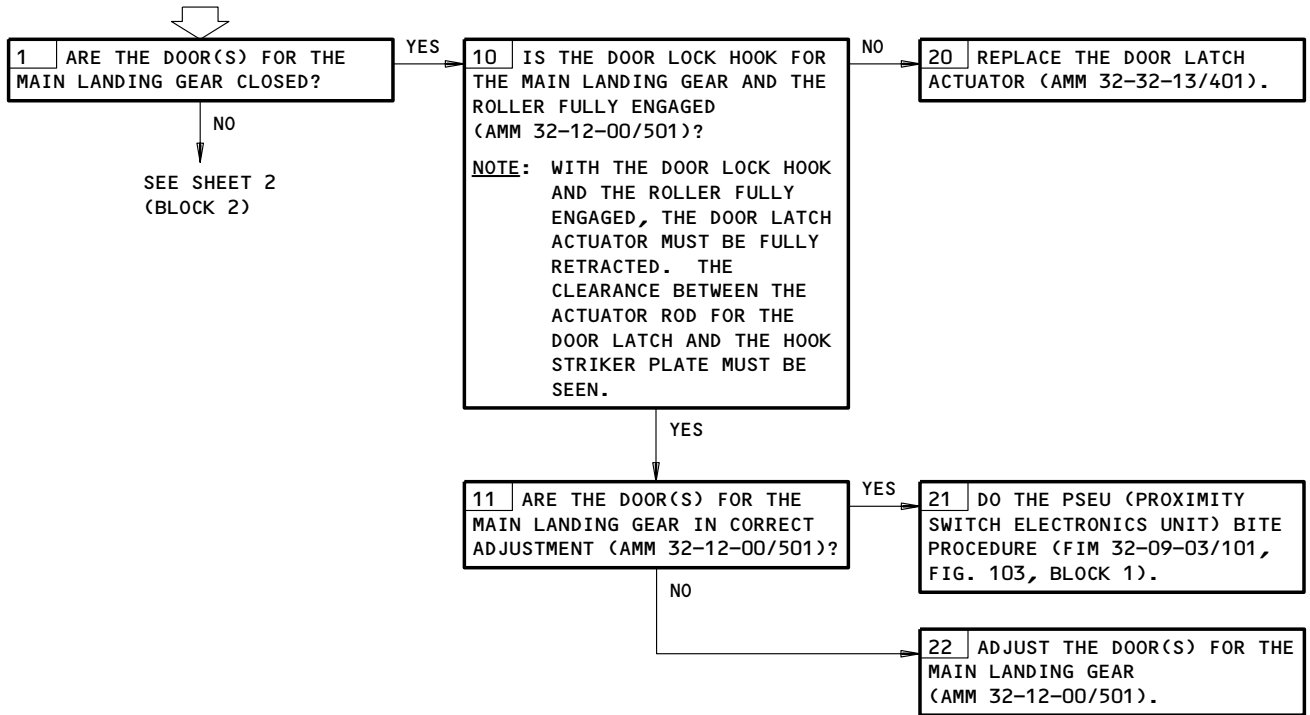 1 ARE THE DOOR(S) FOR THE
MAIN LANDING GEAR CLOSED?
YES
NO
SEE SHEET 2
(BLOCK 2)
10 IS THE DOOR LOCK HOOK FOR
THE MAIN LANDING GEAR AND THE
ROLLER FULLY ENGAGED
(AMM 32-12-00/501)?
NOTE: WITH THE DOOR LOCK HOOK
AND THE ROLLER FULLY
ENGAGED, THE DOOR LATCH
ACTUATOR MUST BE FULLY
RETRACTED. THE
CLEARANCE BETWEEN THE
ACTUATOR ROD FOR THE
DOOR LATCH AND THE HOOK
STRIKER PLATE MUST BE
SEEN.
NO
20 REPLACE THE DOOR LATCH
ACTUATOR (AMM 32-32-13/401).
YES
11 ARE THE DOOR(S) FOR THE
MAIN LANDING GEAR IN CORRECT
ADJUSTMENT (AMM 32-12-00/501)?
YES
21 DO THE PSEU (PROXIMITY
SWITCH ELECTRONICS UNIT) BITE
PROCEDURE (FIM 32-09-03/101,
FIG. 103, BLOCK 1).
NO
22 ADJUST THE DOOR(S) FOR THE
MAIN LANDING GEAR
(AMM 32-12-00/501).